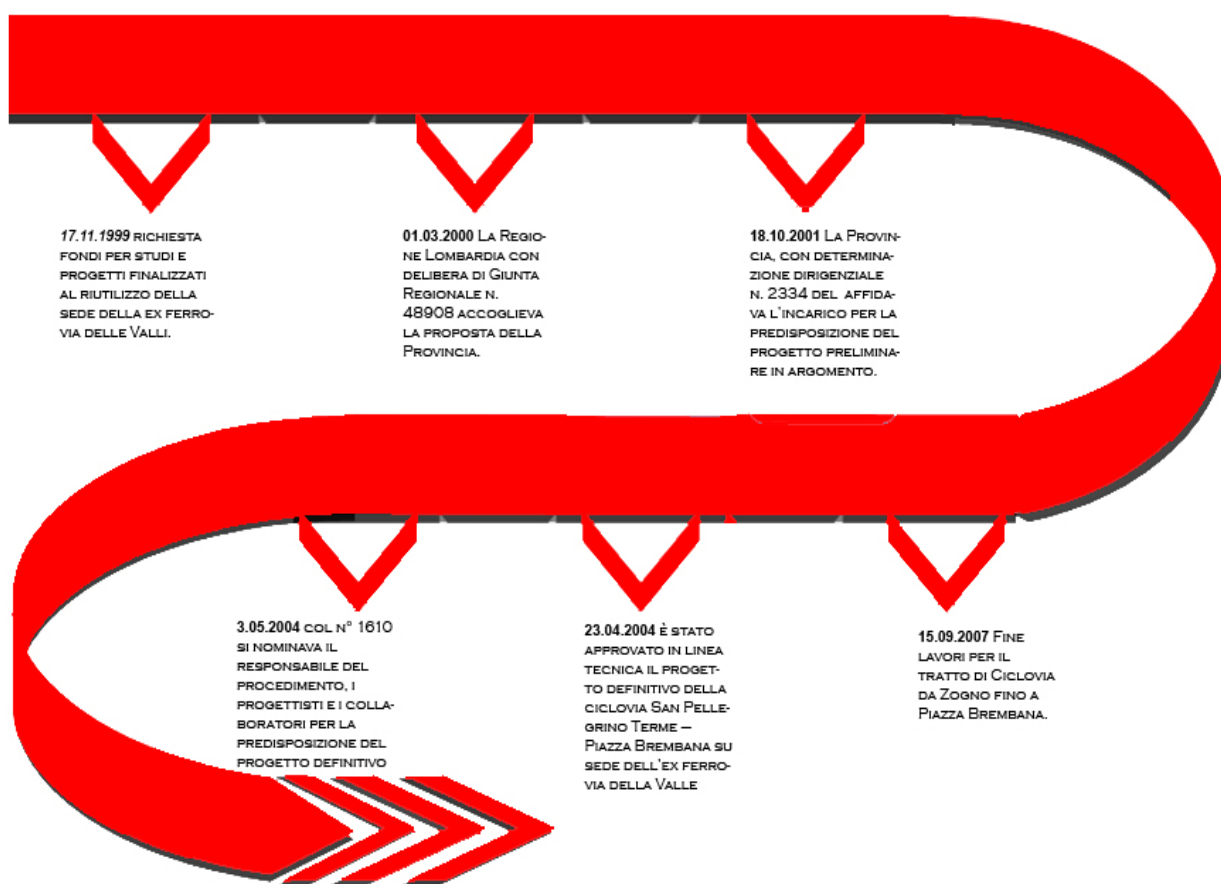 17.11.1999 RICHIESTA
FONDI PER STUDI E
PROGETTI FINALIZZATI
AL RIUTILIZZO DELLA
SEDE DELLA EX FERRO-
VIA DELLE VALLI.
01.03.2000 LA REGIO-
NE LOMBARDIA CON
DELIBERA DI GIUNTA
REGIONALE N.
48908 ACCOGLIEVA
LA PROPOSTA DELLA
PROVINCIA.
18.10.2001 LA PROVIN-
CIA, CON DETERMINA-
ZIONE DIRIGENZIALE
N. 2334 DEL AFFIDA-
VA L'INCARICO PER LA
PREDISPOSIZIONE DEL
PROGETTO PRELIMINA-
RE IN ARGOMENTO.
3.05.2004 COL N° 1610
SI NOMINAVA IL
RESPONSABILE DEL
PROCEDIMENTO, I
PROGETTISTI E I COLLA-
BORATORI PER LA
PREDISPOSIZIONE DEL
PROGETTO DEFINITIVO
23.04.2004 È STATO
APPROVATO IN LINEA
TECNICA IL PROGET-
TO DEFINITIVO DELLA
CICLOVIA SAN PELLE-
GRINO TERME –
PIAZZA BREMBANA SU
SEDE DELL'EX FERRO-
VIA DELLA VALLE
15.09.2007 FINE
LAVORI PER IL
TRATTO DI CICLOVIA
DA ZOGNO FINO A
PIAZZA BREMBANA.